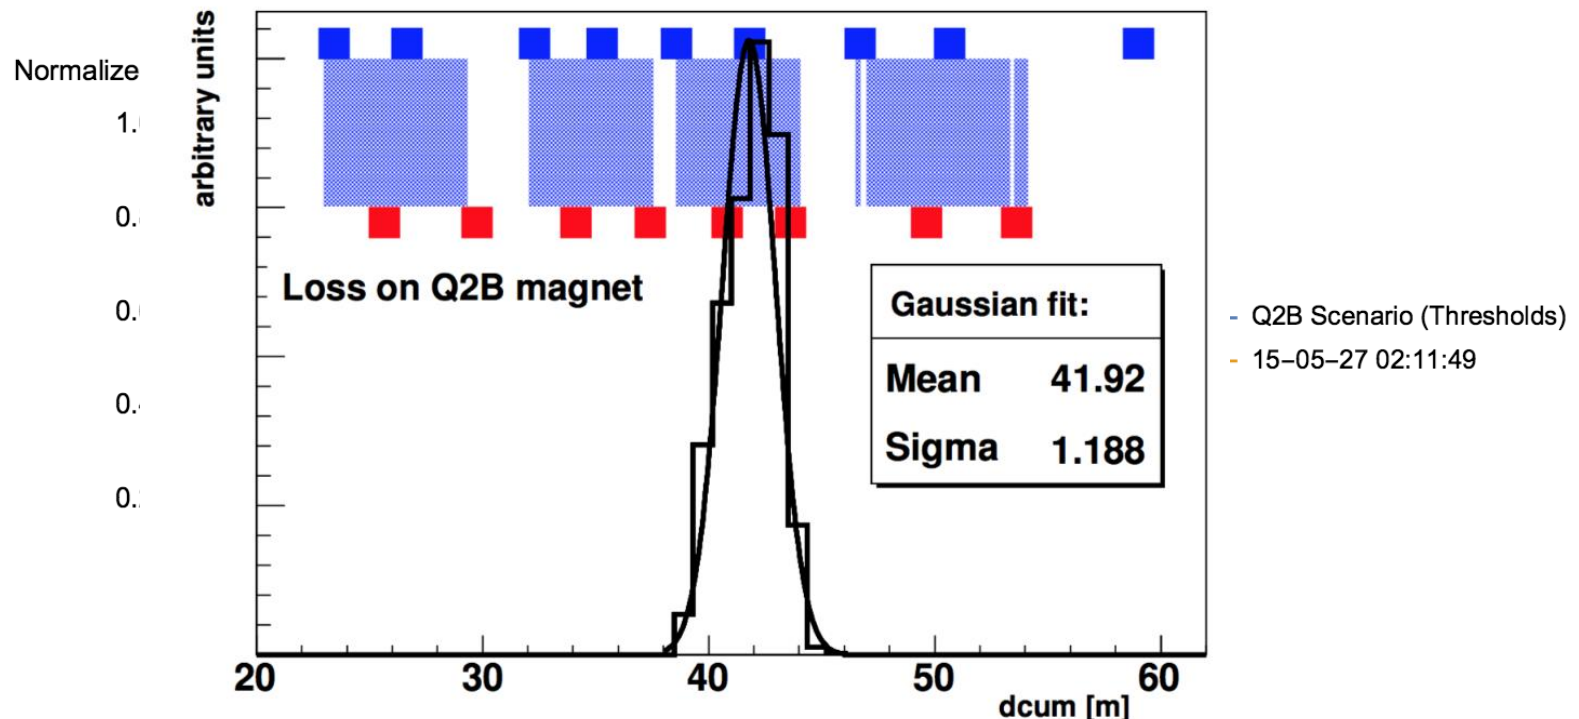 arbitrary units
Normalize
Loss on Q2B magnet
Gaussian fit:
Mean 41.92
Sigma 1.188
Q2B Scenario (Thresholds)
15−05−27 02:11:49
20 30 40 50 60
dcum [m]